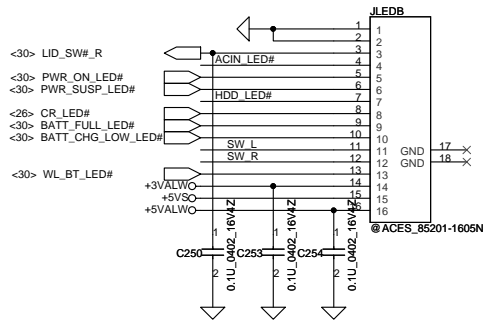 JLEDB
1 1
2 2
<30> LID_SW#_R 3 3
ACIN_LED# 4 4
<30> PWR_ON_LED# 5 5
<30> PWR_SUSP_LED# 6 6
HDD_LED# 7 7
<26> CR_LED# 8 8
<30> BATT_FULL_LED# 9 9
<30> BATT_CHG_LOW_LED# 10 10
SW_L 11 11 GND 17
SW_R 12 12 GND 18
<30> WL_BT_LED# 13 13
+3VALW 14 14
+5VS 15 15
+5VALW 16 16
@ACES_85201-1605N
C250 1 2 0.1U_0402_16V4Z
C253 1 2 0.1U_0402_16V4Z
C254 1 2 0.1U_0402_16V4Z